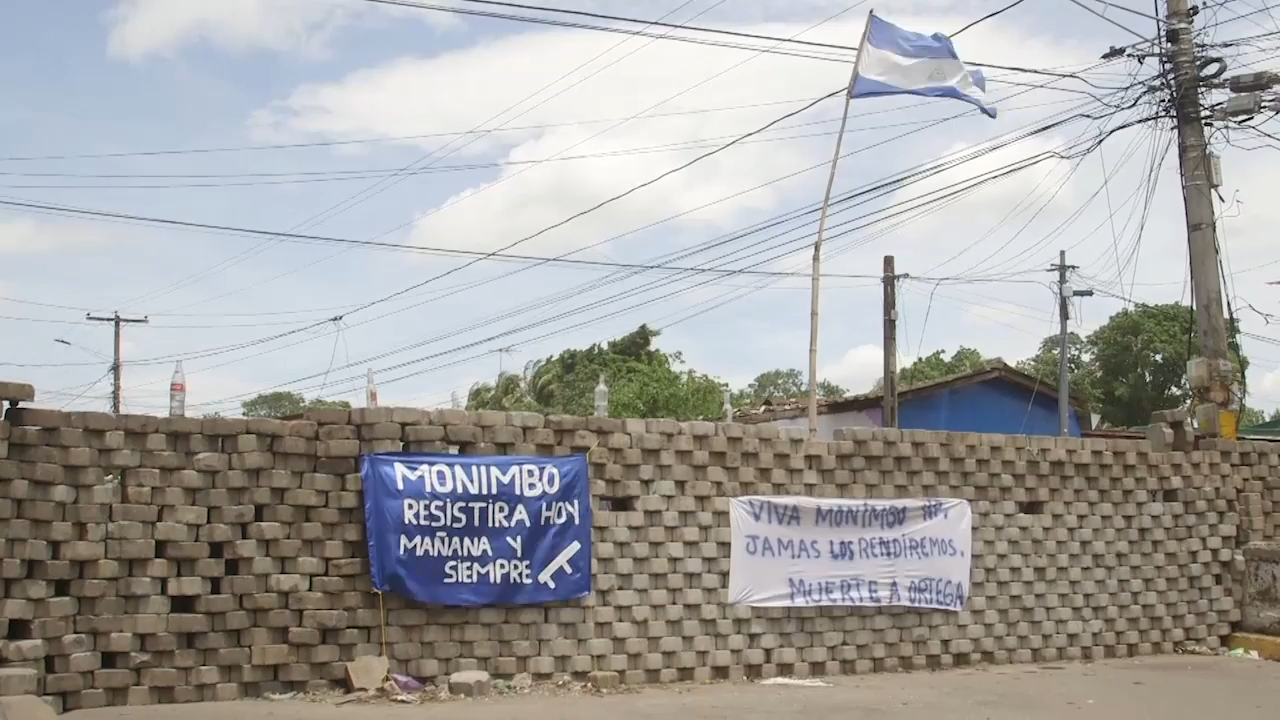 MONIMBO
RESISTIRA HOY
MAÑANA Y
SIEMPRE
VIVA MONIMBO
JAMAS LOS RENDIREMOS.
MUERTE A ORTEGA